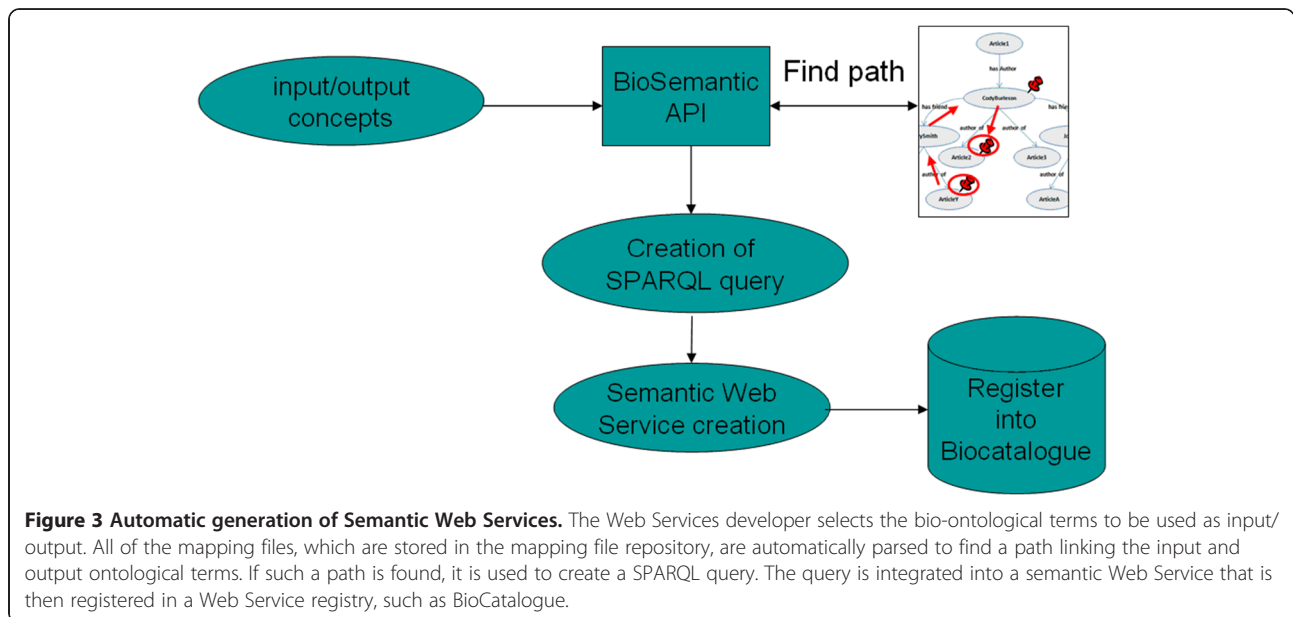 input/output
concepts
BioSemantic
API
Find path
Article1
has Author
CodyBurleson
has friend
author of
author of
Article2
Article3
author of
ArticleY
author of
ArticleA
Creation of
SPARQL query
Semantic Web
Service creation
Register
into
Biocatalogue
Figure 3 Automatic generation of Semantic Web Services. The Web Services developer selects the bio-ontological terms to be used as input/
output. All of the mapping files, which are stored in the mapping file repository, are automatically parsed to find a path linking the input and
output ontological terms. If such a path is found, it is used to create a SPARQL query. The query is integrated into a semantic Web Service that is
then registered in a Web Service registry, such as BioCatalogue.